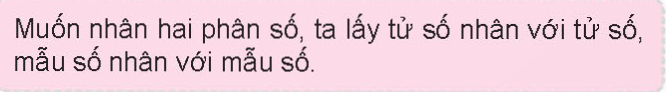 Muốn nhân hai phân số, ta lấy tử số nhân với tử số,
mẫu số nhân với mẫu số.